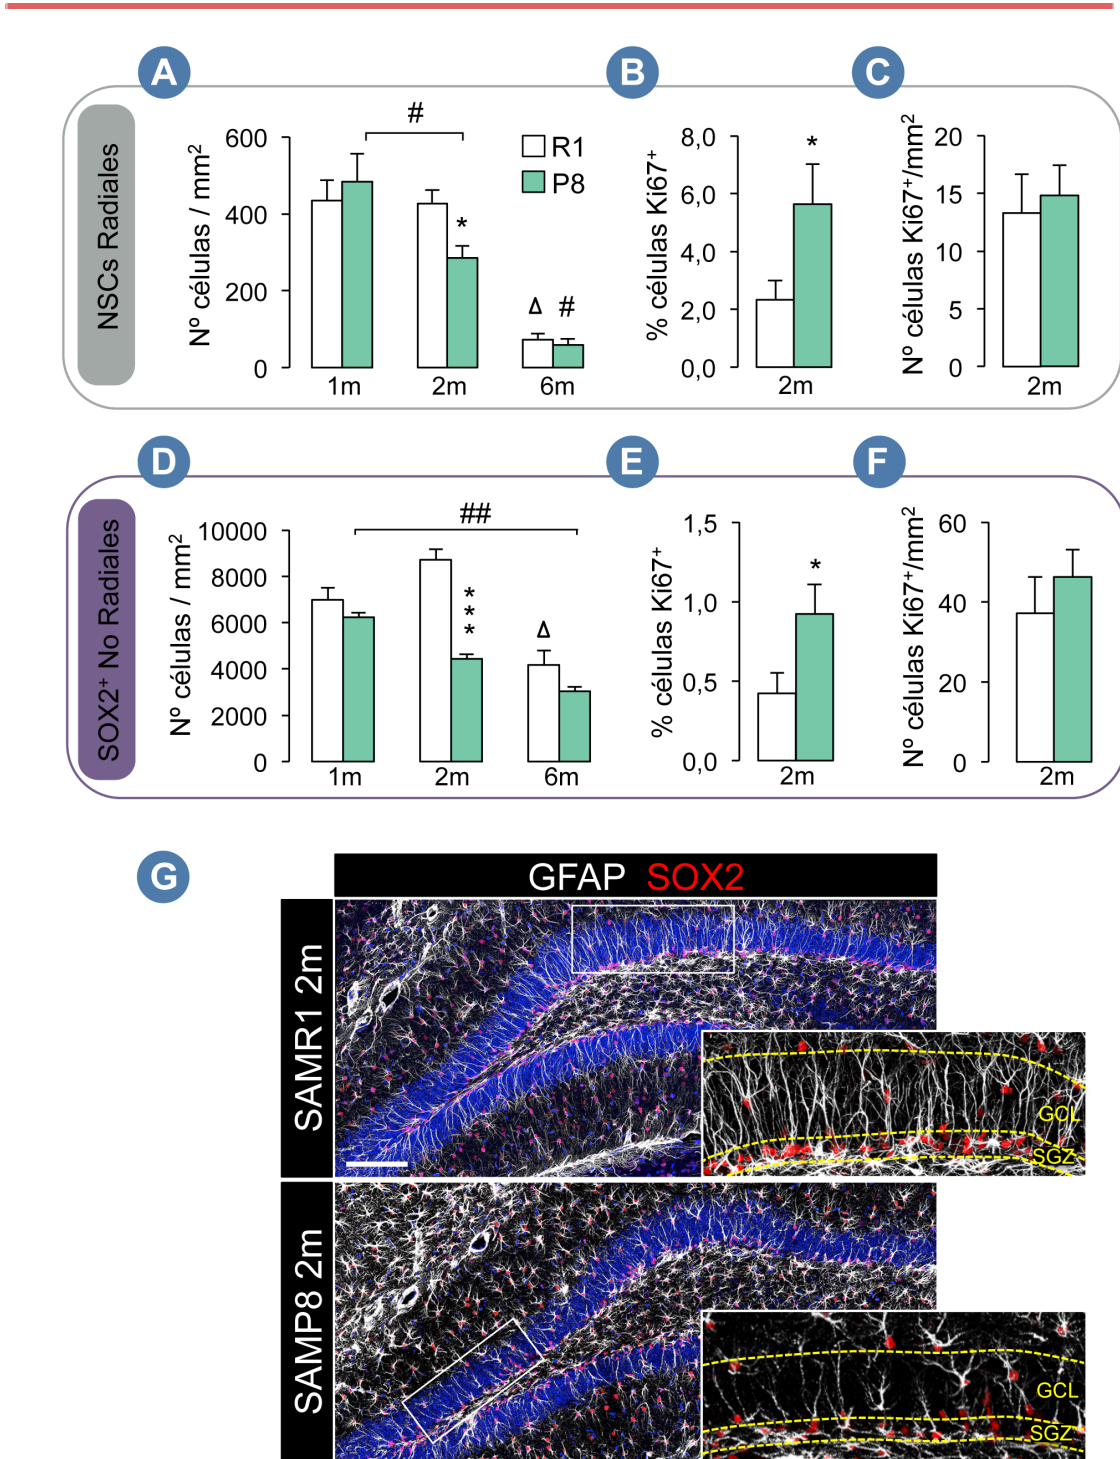 A
B
C
NSCs Radiales
Nº células / mm²
600
400
200
0
#
*
Δ
#
1m
2m
6m
R1
P8
% células Ki67⁺
8,0
6,0
4,0
2,0
0,0
*
2m
Nº células Ki67⁺/mm²
20
15
10
5
0
2m
D
E
F
SOX2⁺ No Radiales
Nº células / mm²
10000
8000
6000
4000
2000
0
##
***
Δ
1m
2m
6m
% células Ki67⁺
1,5
1,0
0,5
0,0
*
2m
Nº células Ki67⁺/mm²
60
40
20
0
2m
G
GFAP SOX2
SAMR1 2m
GCL
SGZ
SAMP8 2m
GCL
SGZ